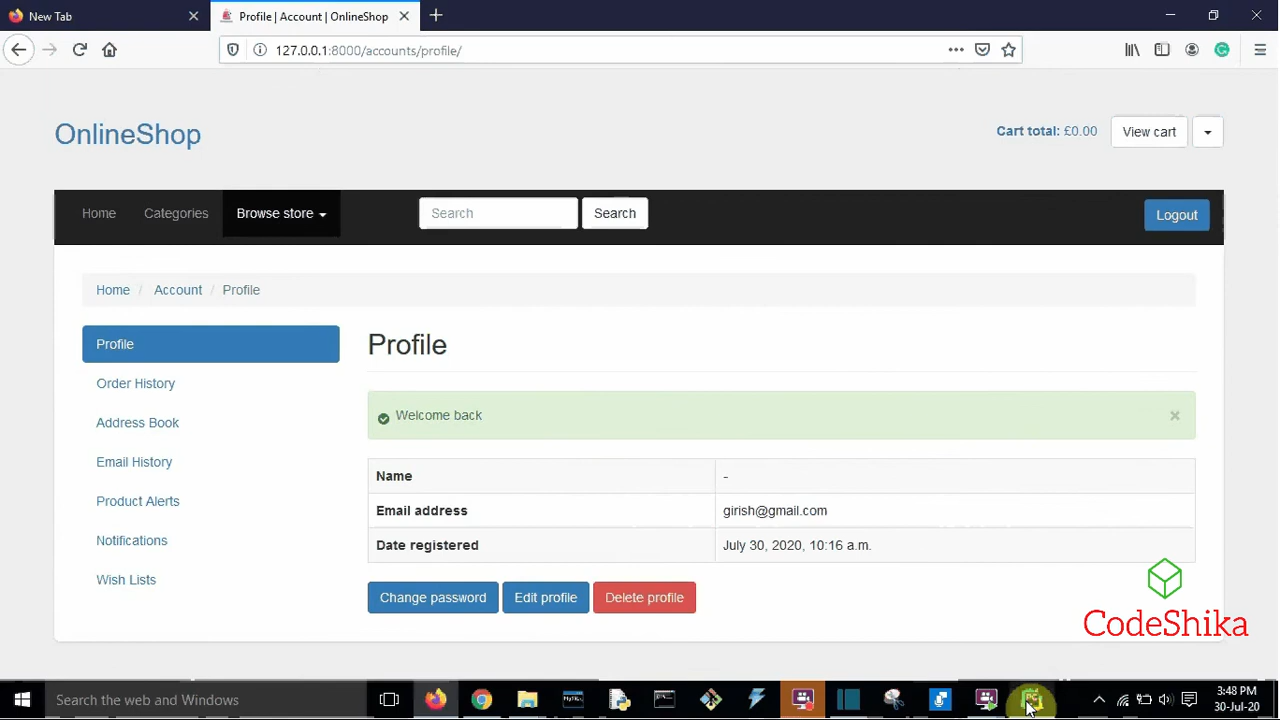 New Tab
Profile | Account | OnlineShop
127.0.0.1:8000/accounts/profile/
OnlineShop
Cart total: £0.00
View cart
Home
Categories
Browse store
Search
Search
Logout
Home / Account / Profile
Profile
Order History
Address Book
Email History
Product Alerts
Notifications
Wish Lists
Profile
Welcome back
×
Name -
Email address girish@gmail.com
Date registered July 30, 2020, 10:16 a.m.
Change password
Edit profile
Delete profile
CodeShika
Search the web and Windows
3:48 PM
30-Jul-20